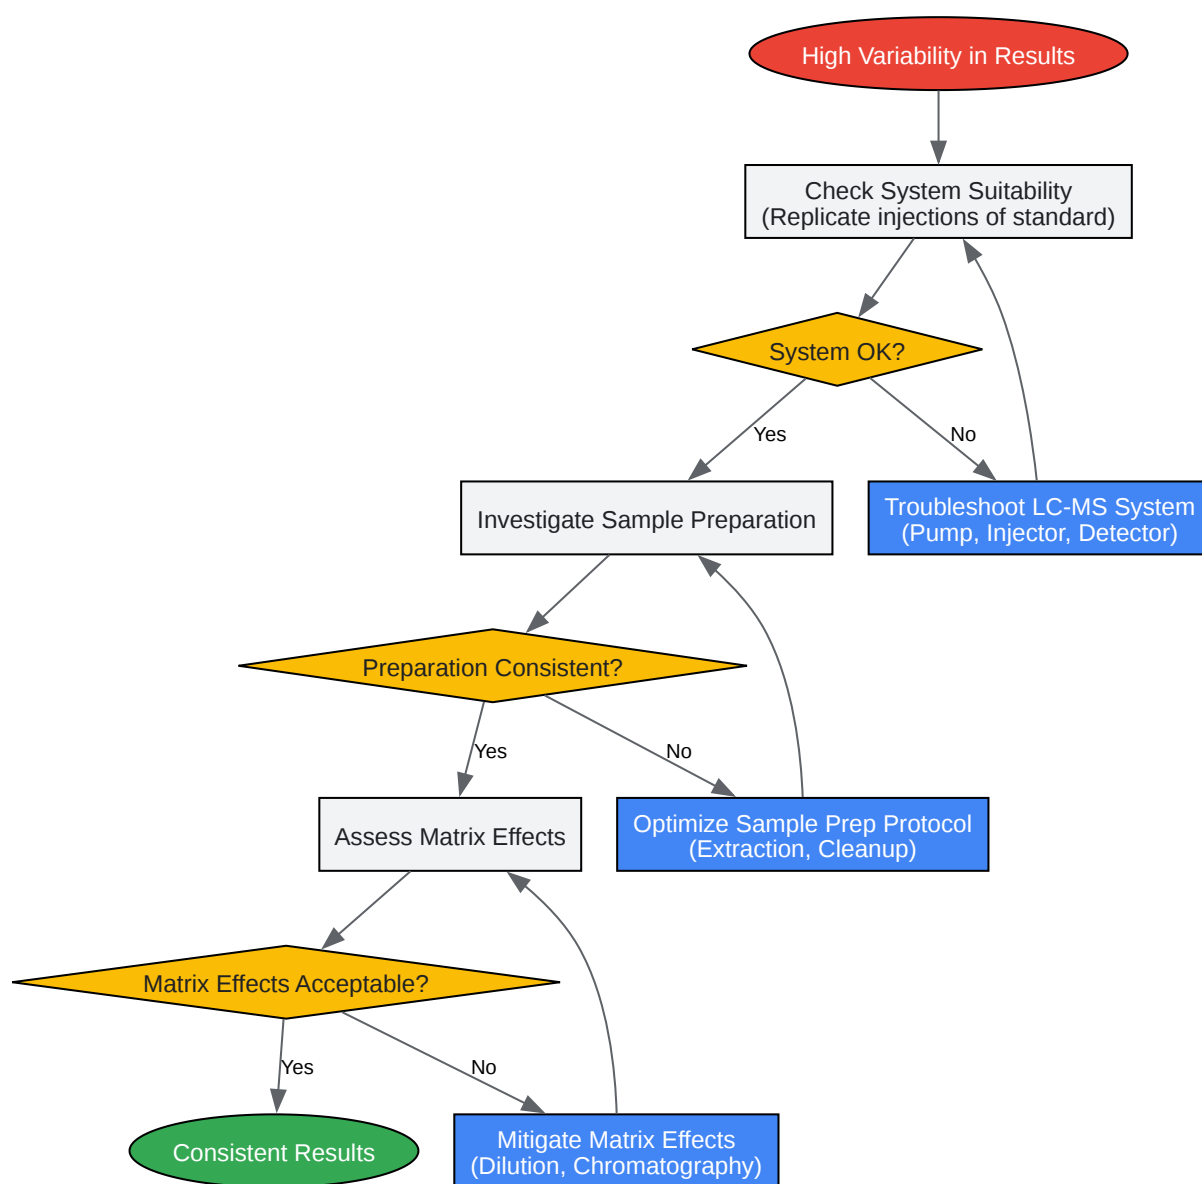 High Variability in Results
Check System Suitability
(Replicate injections of standard)
System OK?
Yes
No
Investigate Sample Preparation
Troubleshoot LC-MS System
(Pump, Injector, Detector)
Preparation Consistent?
Yes
No
Assess Matrix Effects
Optimize Sample Prep Protocol
(Extraction, Cleanup)
Matrix Effects Acceptable?
Yes
No
Consistent Results
Mitigate Matrix Effects
(Dilution, Chromatography)